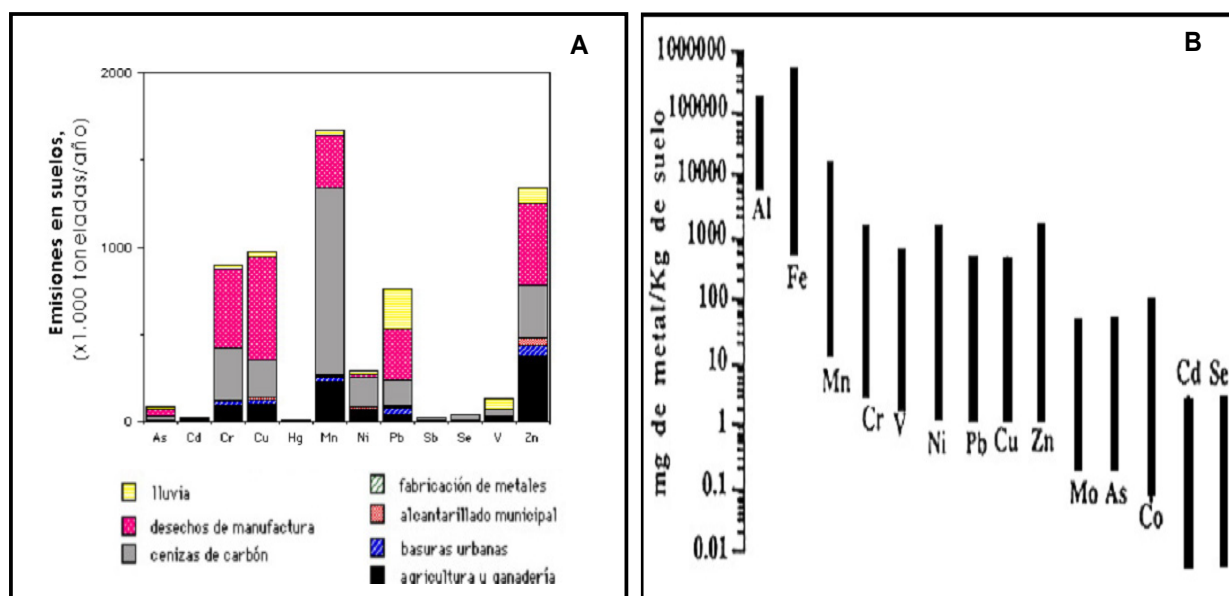 A
Emisiones en suelos,
(x1.000 toneladas/año)
2000
1000
0
As Cd Cr Cu Hg Mn Ni Pb Sb Se V Zn
lluvia
desechos de manufactura
cenizas de carbón
fabricación de metales
alcantarillado municipal
basuras urbanas
agricultura y ganadería
B
mg de metal/Kg de suelo
1000000
100000
10000
1000
100
10
1
0.1
0.01
Al
Fe
Mn
Cr
V
Ni
Pb
Cu
Zn
Mo
As
Co
Cd
Se